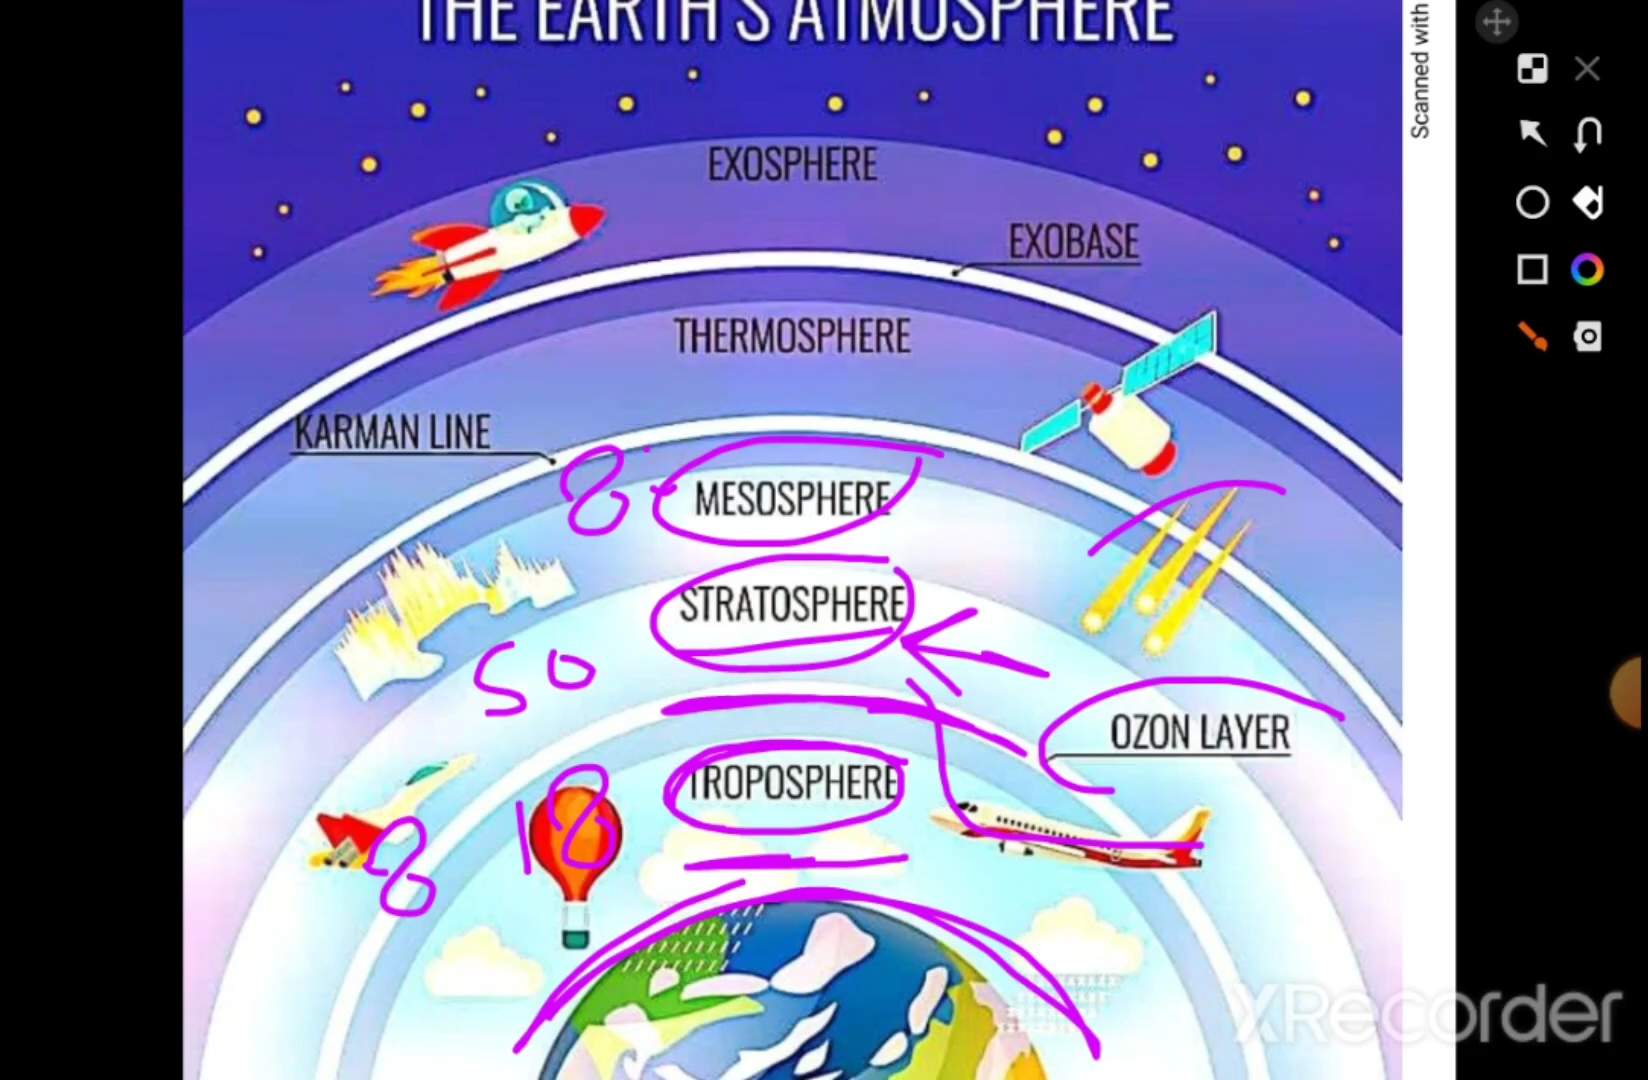 THE EARTH'S ATMOSPHERE
Scanned with
EXOSPHERE
EXOBASE
THERMOSPHERE
KARMAN LINE
8
MESOSPHERE
STRATOSPHERE
50
OZON LAYER
TROPOSPHERE
8 18
XRecorder